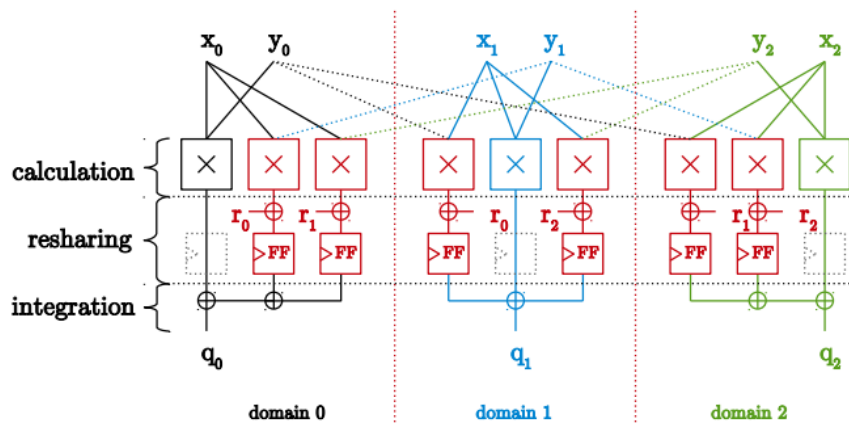 x₀ y₀ x₁ y₁ y₂ x₂
calculation × × × × × × × × ×
r₀ r₁ r₀ r₂ r₁ r₂
resharing FF FF FF FF FF FF
integration
q₀ q₁ q₂
domain 0 domain 1 domain 2